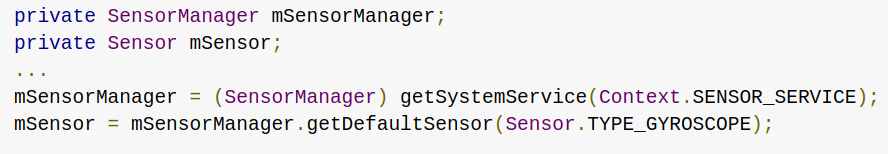 private SensorManager mSensorManager;
private Sensor mSensor;
...
mSensorManager = (SensorManager) getSystemService(Context.SENSOR_SERVICE);
mSensor = mSensorManager.getDefaultSensor(Sensor.TYPE_GYROSCOPE);